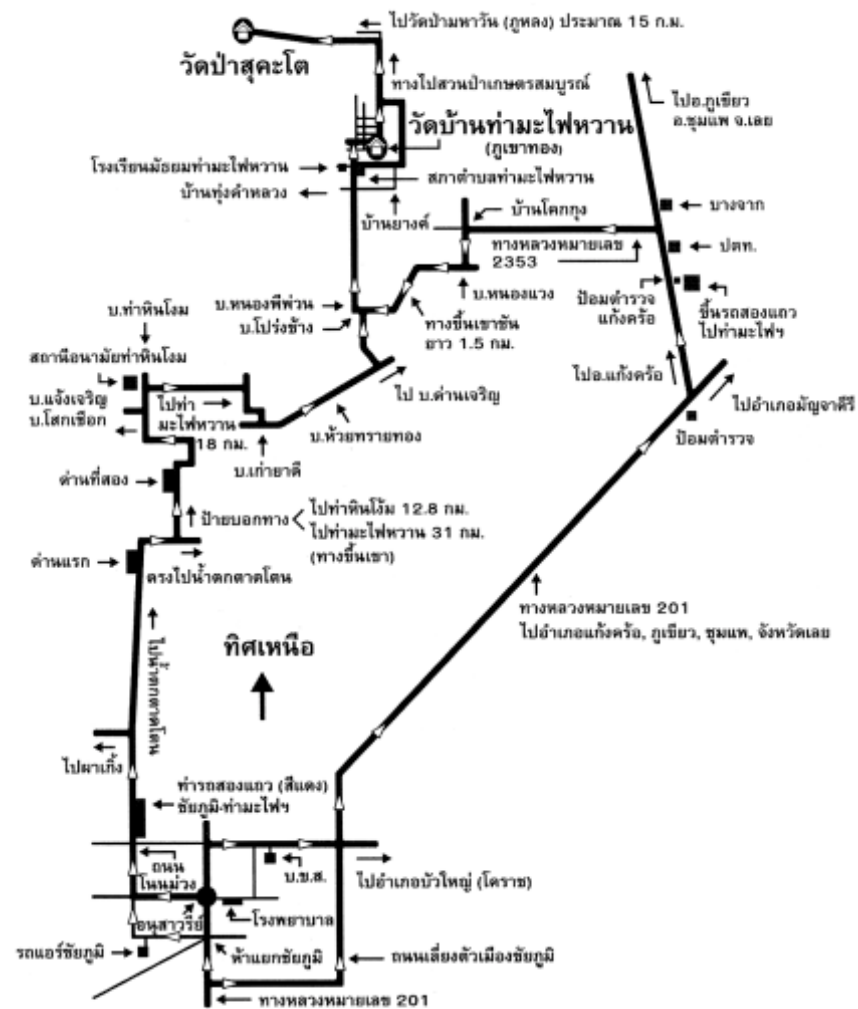 ไปวัดป่ามหาวัน (ภูหลง) ประมาณ 15 ก.ม.
วัดป่าสุคะโต
ทางไปสวนป่าเกษตรสมบูรณ์
ไปอ.ภูเขียว
อ.ชุมแพ จ.เลย
วัดบ้านท่ามะไฟหวาน
(ภูเขาทอง)
โรงเรียนมัธยมท่ามะไฟหวาน
สภาตำบลท่ามะไฟหวาน
บ้านทุ่งคำหลวง
บ้านยางค์
บ้านโคกกุง
บางจาก
ทางหลวงหมายเลข
2353
ปตท.
บ.หนองแวง
ป้อมตำรวจ
แก้งคร้อ
ขึ้นรถสองแถว
ไปท่ามะไฟฯ
บ.ท่าหินโงม
บ.หนองพีพ่วน
บ.โปร่งช้าง
ทางขึ้นเขาชัน
ยาว 1.5 กม.
สถานีอนามัยท่าหินโงม
บ.แจ้งเจริญ
บ.โสกเชือก
ไปท่า
มะไฟหวาน
18 กม.
ไป บ.ด่านเจริญ
ไปอ.แก้งคร้อ
ไปอำเภอมัญจาคีรี
ป้อมตำรวจ
บ.ห้วยทรายทอง
บ.เก่ายาดี
ด่านที่สอง
ป้ายบอกทาง
ไปท่าหินโง้ม 12.8 กม.
ไปท่ามะไฟหวาน 31 กม.
(ทางขึ้นเขา)
ด่านแรก
ตรงไปน้ำตกตาดโตน
ทางหลวงหมายเลข 201
ไปอำเภอแก้งคร้อ, ภูเขียว, ชุมแพ, จังหวัดเลย
ไปน้ำตกตาดโตน
ทิศเหนือ
ไปผาเกิ้ง
ท่ารถสองแถว (สีแดง)
ชัยภูมิ-ท่ามะไฟฯ
ถนน
โนนม่วง
บ.ข.ส.
ไปอำเภอบัวใหญ่ (โคราช)
อนุสาวรีย์
โรงพยาบาล
รถแอร์ชัยภูมิ
ห้าแยกชัยภูมิ
ถนนเลี่ยงตัวเมืองชัยภูมิ
ทางหลวงหมายเลข 201